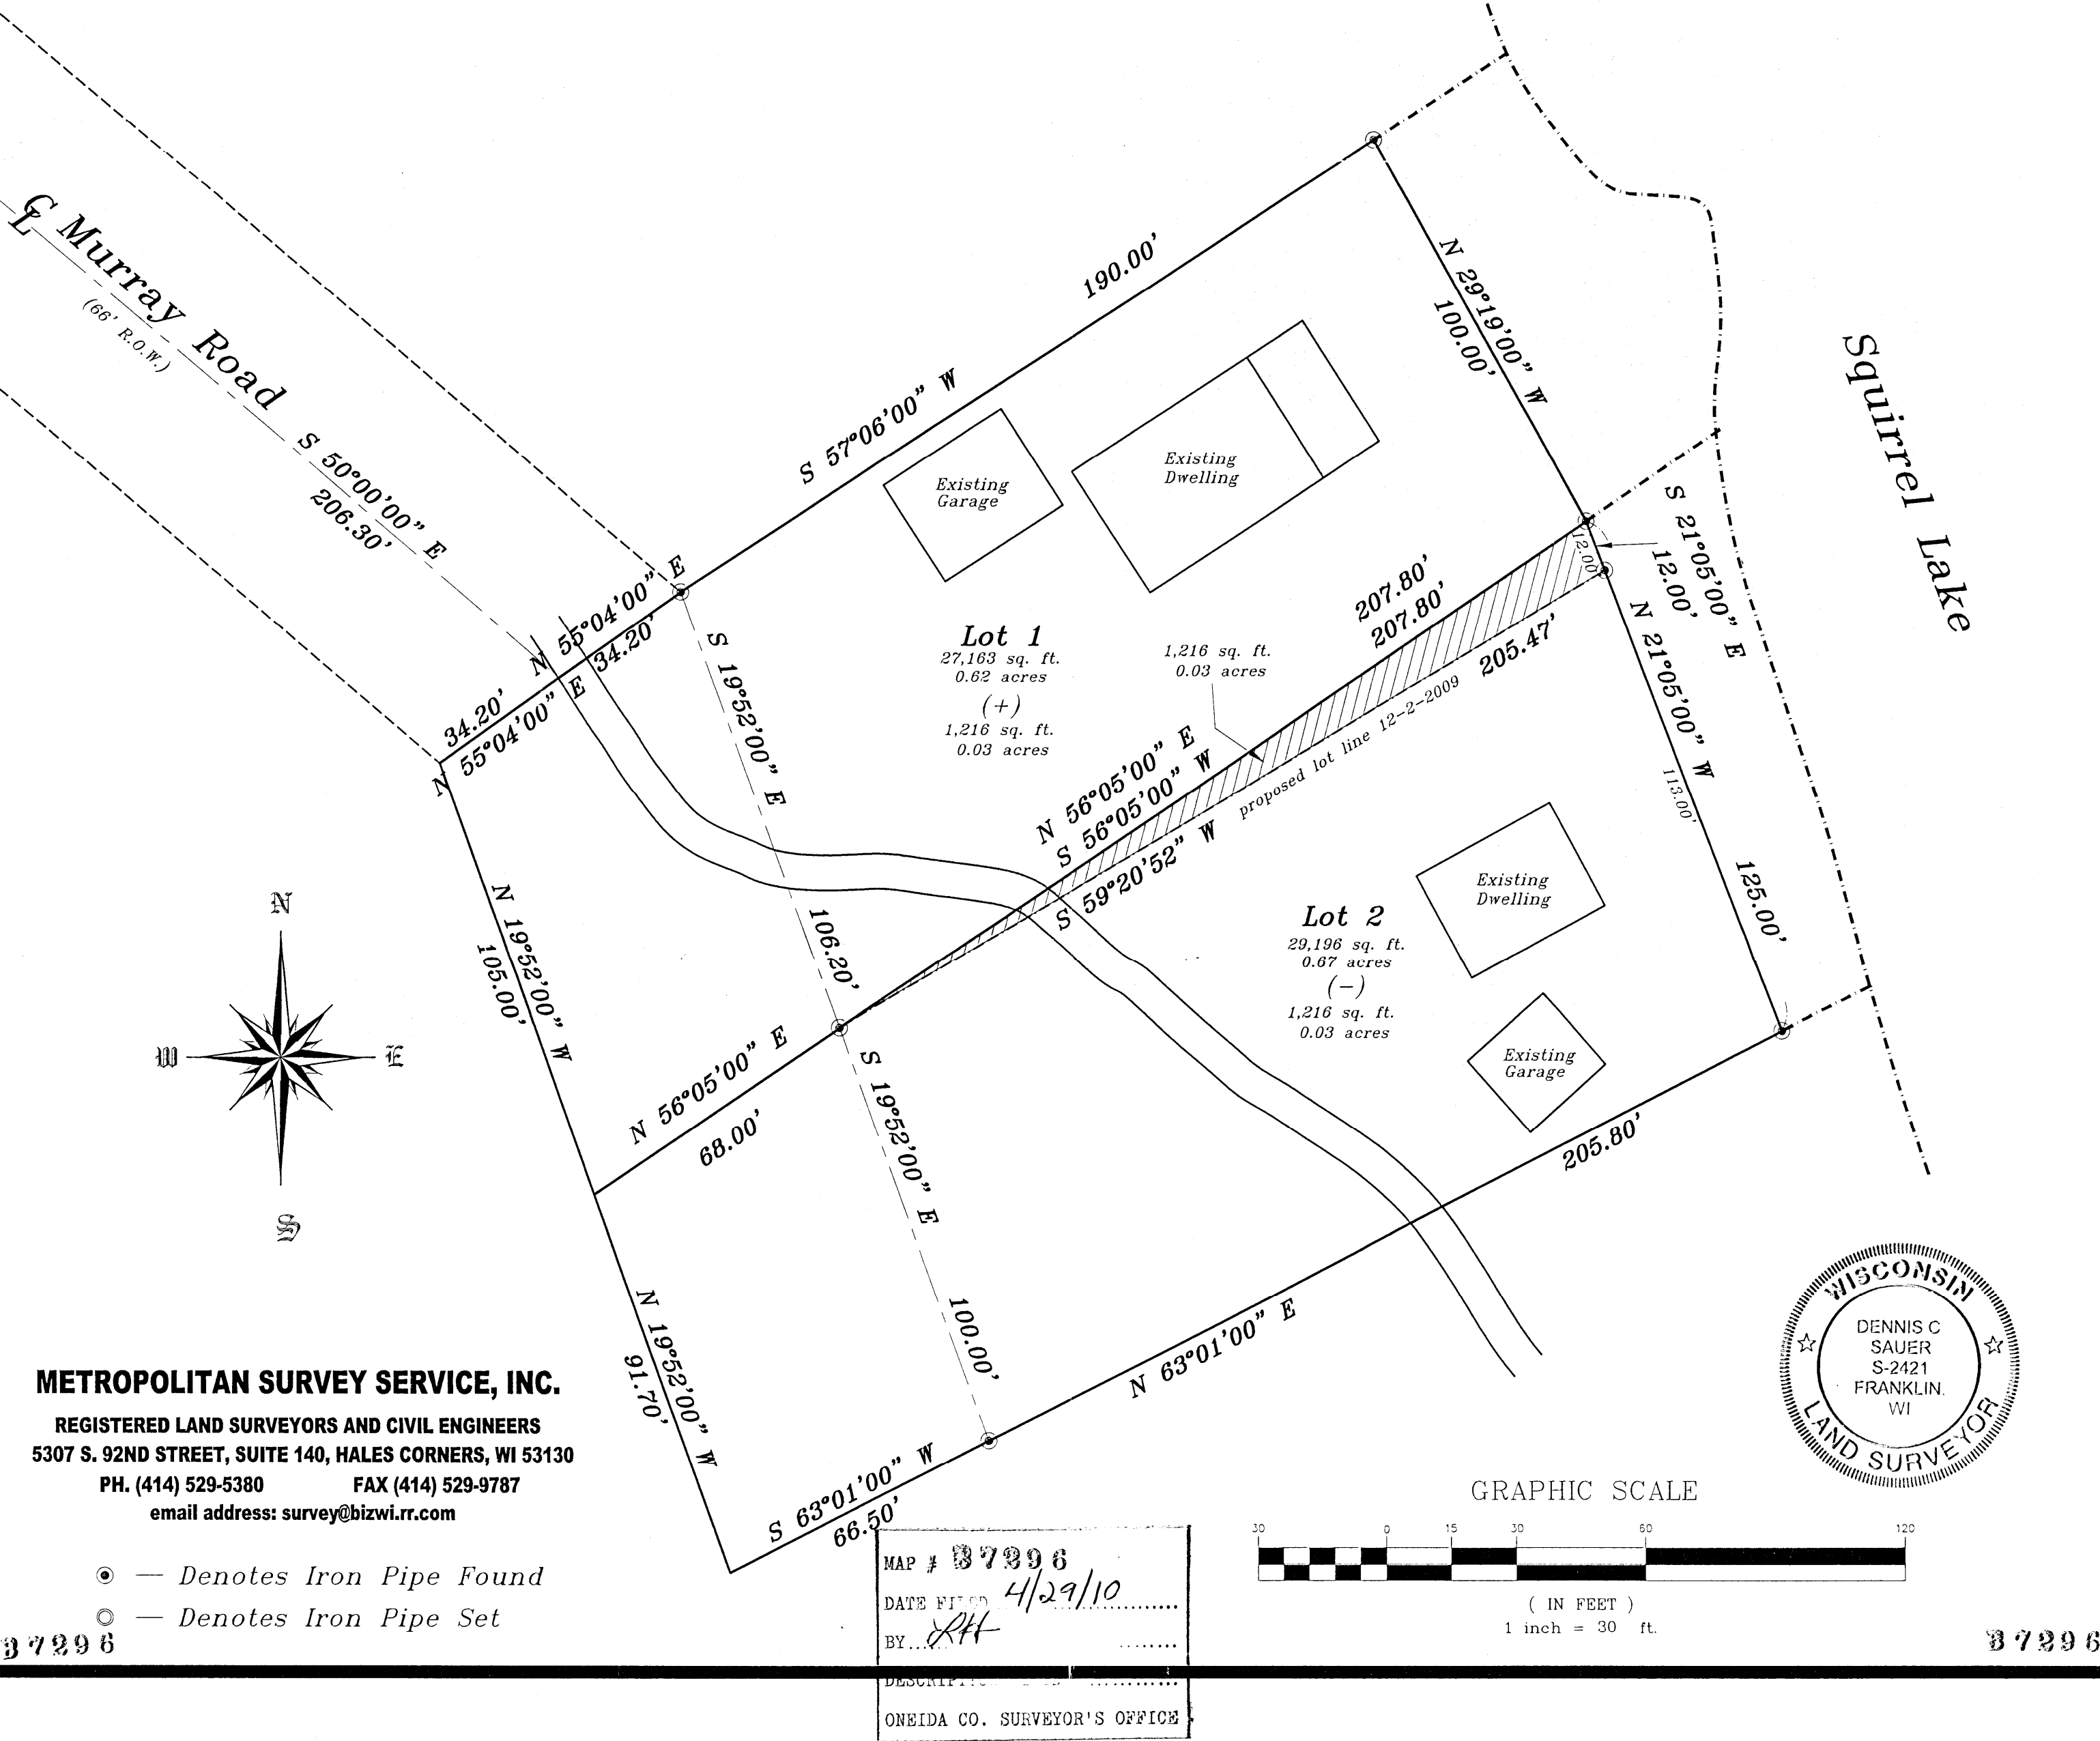 ℄ Murray Road
(66' R.O.W.)
S 50°00'00" E
206.30'
N 55°04'00" E
34.20'
34.20'
N 55°04'00" E
S 57°06'00" W
190.00'
N 29°19'00" W
100.00'
Squirrel Lake
S 21°05'00" E
12.00'
12.00'
N 21°05'00" W
113.00'
125.00'
Existing
Garage
Existing
Dwelling
Lot 1
27,163 sq. ft.
0.62 acres
(+)
1,216 sq. ft.
0.03 acres
1,216 sq. ft.
0.03 acres
207.80'
207.80'
205.47'
N 56°05'00" E
S 56°05'00" W
S 59°20'52" W
proposed lot line 12-2-2009
S 19°52'00" E
106.20'
N 19°52'00" W
105.00'
N 56°05'00" E
68.00'
Lot 2
29,196 sq. ft.
0.67 acres
(-)
1,216 sq. ft.
0.03 acres
Existing
Dwelling
Existing
Garage
205.80'
N 63°01'00" E
S 19°52'00" E
100.00'
N 19°52'00" W
91.70'
S 63°01'00" W
66.50'
N
W
E
S
METROPOLITAN SURVEY SERVICE, INC.
REGISTERED LAND SURVEYORS AND CIVIL ENGINEERS
5307 S. 92ND STREET, SUITE 140, HALES CORNERS, WI 53130
PH. (414) 529-5380 FAX (414) 529-9787
email address: survey@bizwi.rr.com
— Denotes Iron Pipe Found
— Denotes Iron Pipe Set
37296
MAP # 37296
DATE FILED 4/29/10
BY
DESCRIPTION
ONEIDA CO. SURVEYOR'S OFFICE
WISCONSIN
DENNIS C
SAUER
S-2421
FRANKLIN.
WI
LAND SURVEYOR
GRAPHIC SCALE
30 0 15 30 60 120
( IN FEET )
1 inch = 30 ft.
37296